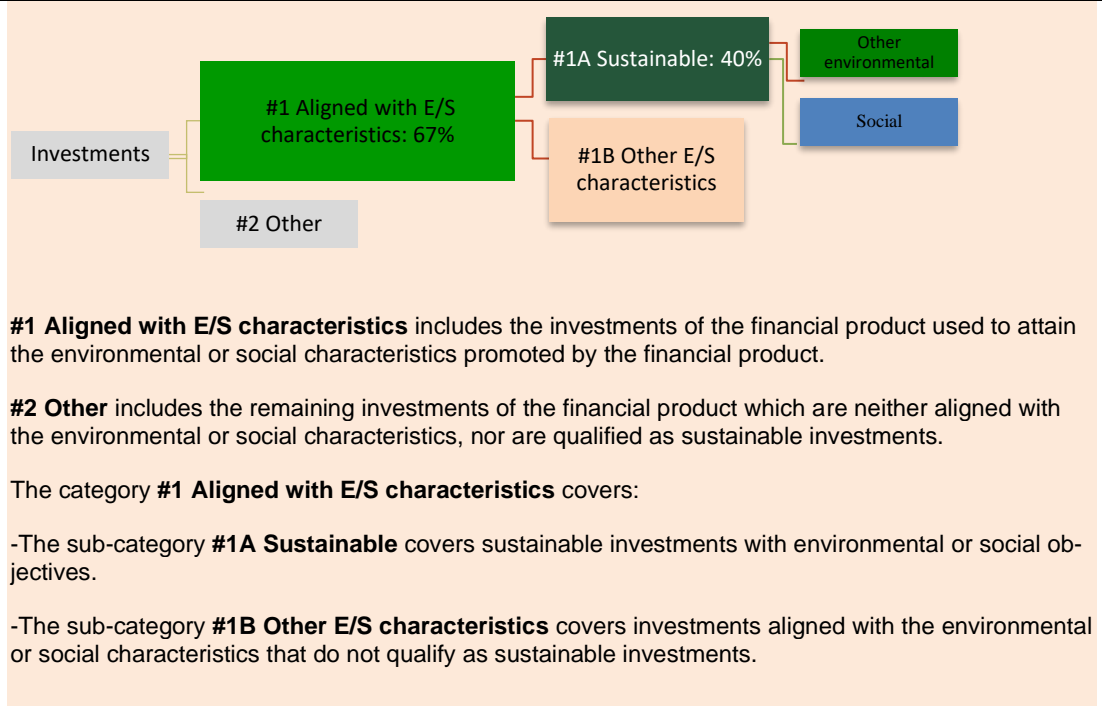 Investments
#1 Aligned with E/S
characteristics: 67%
#2 Other
#1A Sustainable: 40%
#1B Other E/S
characteristics
Other
environmental
Social
#1 Aligned with E/S characteristics includes the investments of the financial product used to attain
the environmental or social characteristics promoted by the financial product.
#2 Other includes the remaining investments of the financial product which are neither aligned with
the environmental or social characteristics, nor are qualified as sustainable investments.
The category #1 Aligned with E/S characteristics covers:
-The sub-category #1A Sustainable covers sustainable investments with environmental or social ob-
jectives.
-The sub-category #1B Other E/S characteristics covers investments aligned with the environmental
or social characteristics that do not qualify as sustainable investments.